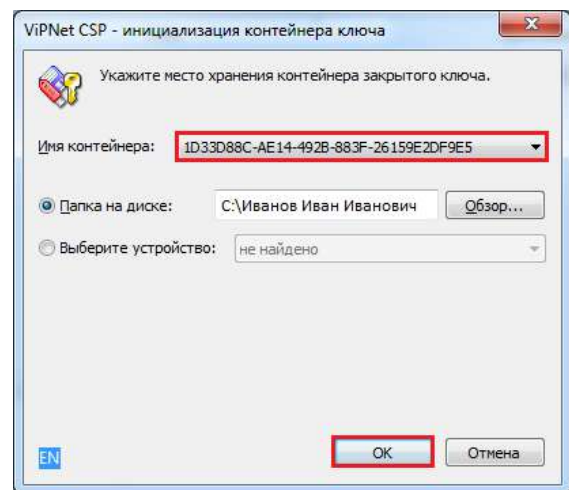 ViPNet CSP - инициализация контейнера ключа
Укажите место хранения контейнера закрытого ключа.
Имя контейнера: 1D33D88C-AE14-492B-883F-26159E2DF9E5
Папка на диске: C:\Иванов Иван Иванович Обзор...
Выберите устройство: не найдено
EN OK Отмена